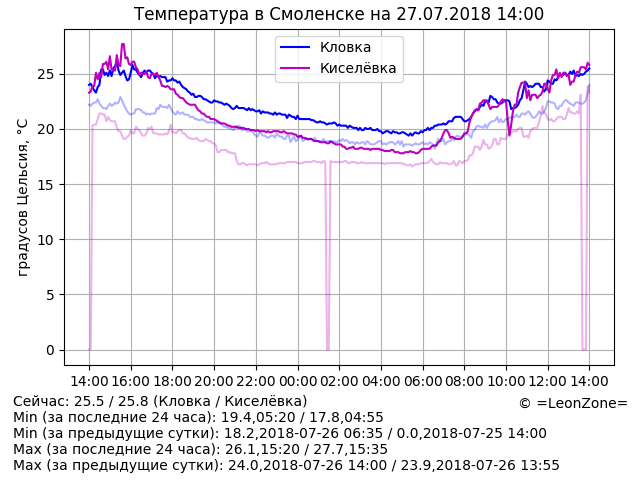 Температура в Смоленске на 27.07.2018 14:00
Кловка
Киселёвка
градусов Цельсия, °C
25
20
15
10
5
0
14:00 16:00 18:00 20:00 22:00 00:00 02:00 04:00 06:00 08:00 10:00 12:00 14:00
Сейчас: 25.5 / 25.8 (Кловка / Киселёвка)
© =LeonZone=
Min (за последние 24 часа): 19.4,05:20 / 17.8,04:55
Min (за предыдущие сутки): 18.2,2018-07-26 06:35 / 0.0,2018-07-25 14:00
Max (за последние 24 часа): 26.1,15:20 / 27.7,15:35
Max (за предыдущие сутки): 24.0,2018-07-26 14:00 / 23.9,2018-07-26 13:55